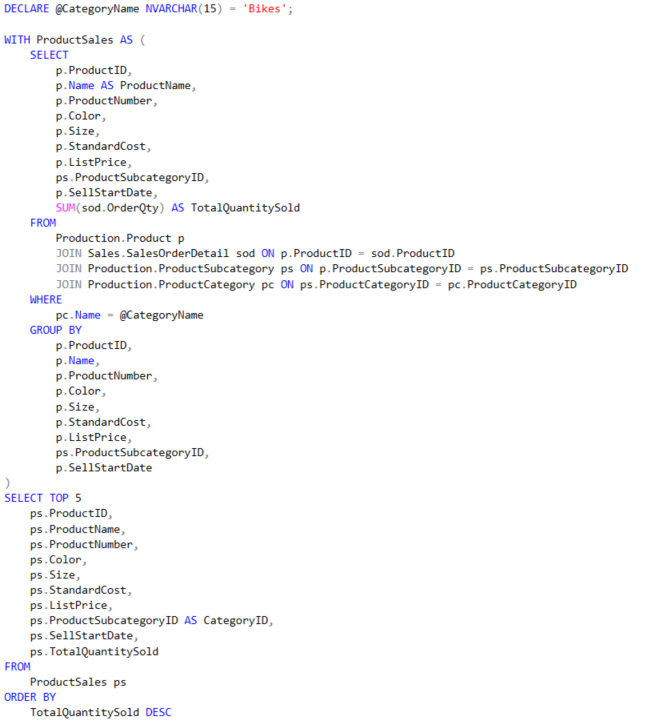 DECLARE @CategoryName NVARCHAR(15) = 'Bikes';
WITH ProductSales AS (
SELECT
p.ProductID,
p.Name AS ProductName,
p.ProductNumber,
p.Color,
p.Size,
p.StandardCost,
p.ListPrice,
ps.ProductSubcategoryID,
p.SellStartDate,
SUM(sod.OrderQty) AS TotalQuantitySold
FROM
Production.Product p
JOIN Sales.SalesOrderDetail sod ON p.ProductID = sod.ProductID
JOIN Production.ProductSubcategory ps ON p.ProductSubcategoryID = ps.ProductSubcategoryID
JOIN Production.ProductCategory pc ON ps.ProductCategoryID = pc.ProductCategoryID
WHERE
pc.Name = @CategoryName
GROUP BY
p.ProductID,
p.Name,
p.ProductNumber,
p.Color,
p.Size,
p.StandardCost,
p.ListPrice,
ps.ProductSubcategoryID,
p.SellStartDate
)
SELECT TOP 5
ps.ProductID,
ps.ProductName,
ps.ProductNumber,
ps.Color,
ps.Size,
ps.StandardCost,
ps.ListPrice,
ps.ProductSubcategoryID AS CategoryID,
ps.SellStartDate,
ps.TotalQuantitySold
FROM
ProductSales ps
ORDER BY
TotalQuantitySold DESC